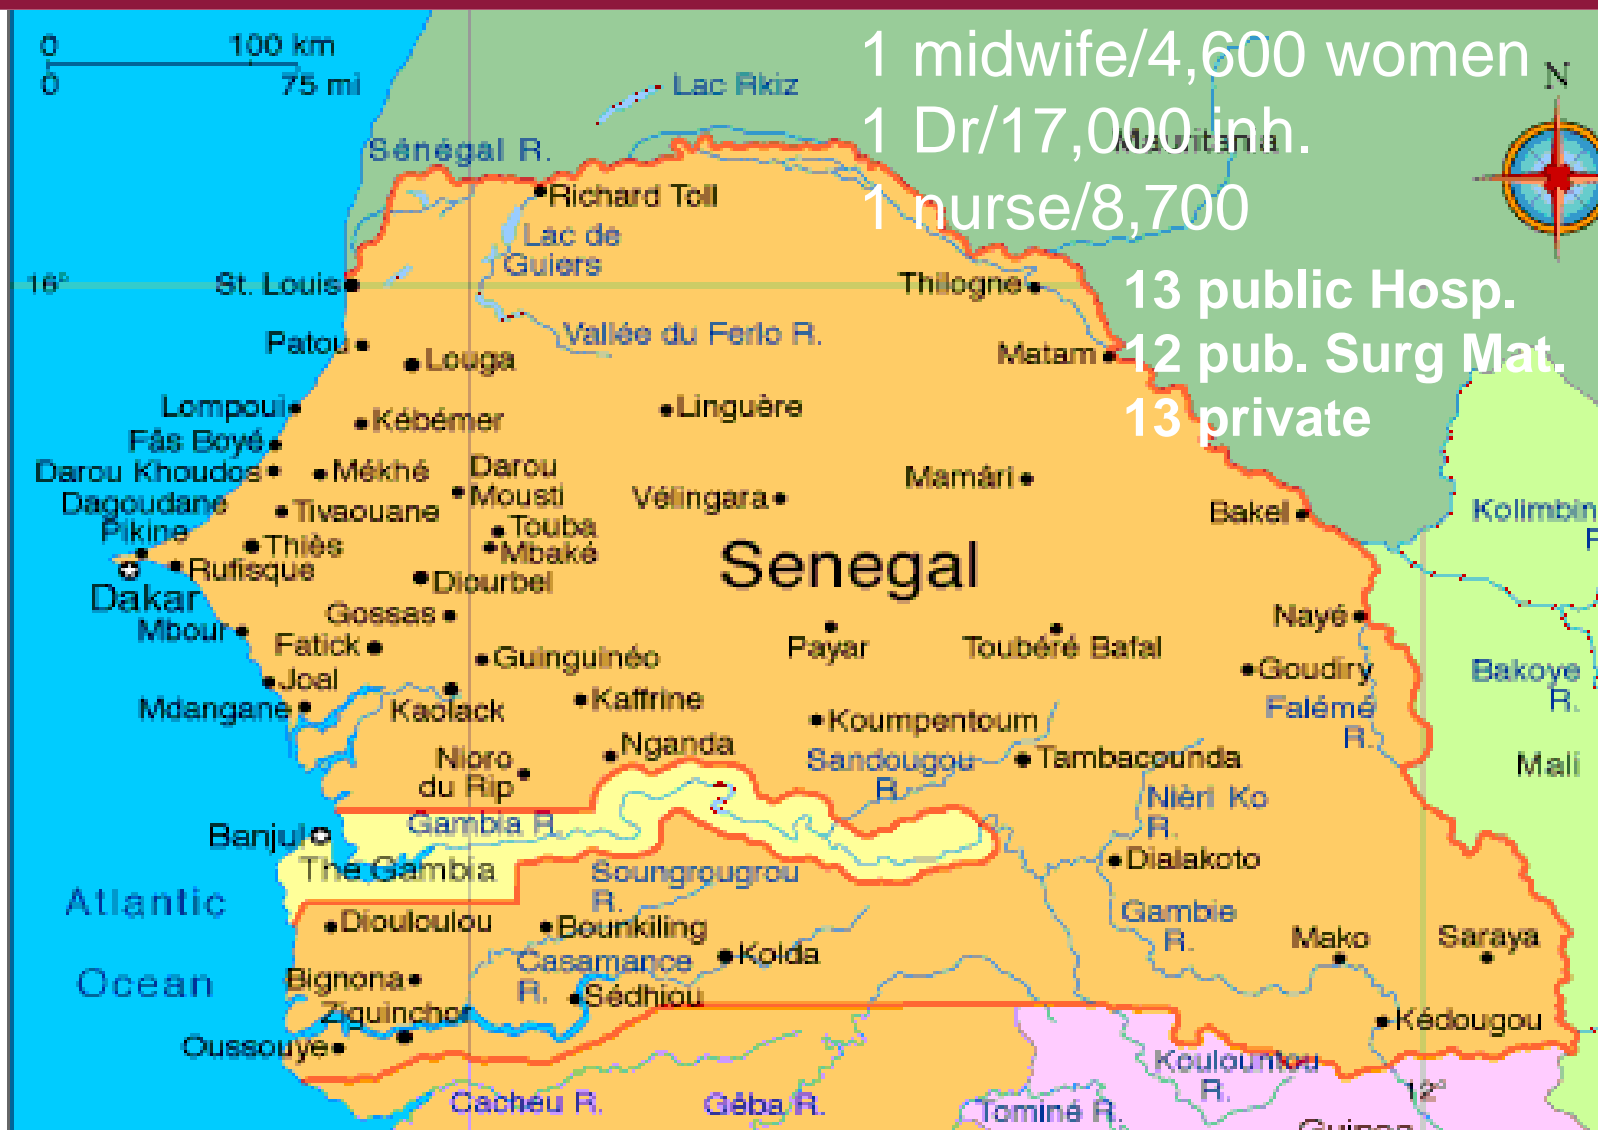 0 100 km
0 75 mi
1 midwife/4,600 women
1 Dr/17,000 inh.
1 nurse/8,700
13 public Hosp.
12 pub. Surg Mat.
13 private
N
Lac Rkiz
Mauritania
Sénégal R.
Richard Toll
Lac de
Guiers
16°
St. Louis
Thilogne
Patou
Louga
Vallée du Ferlo R.
Matam
Lompoui
Kébémer
Linguère
Fâs Boyé
Darou Khoudos
Mékhé
Darou
Mousti
Vélingara
Mamâri
Dagoudane
Pikine
Tivaouane
Touba
Bakel
Kolimbin
R
Thiès
Mbaké
Rufisque
Diourbel
Senegal
Dakar
Gossas
Nayé
Mbour
Fatick
Guinguinéo
Payar
Toubéré Bafal
Goudiry
Bakoye
R.
Joal
Mdangane
Kaolack
Kaffrine
Koumpentoum
Falémé
R.
Nioro
du Rip
Nganda
Sandougou
R.
Tambacounda
Mali
Nièri Ko
R.
Banjul
Gambia R.
The Gambia
Soungrougrou
R.
Dialakoto
Atlantic
Ocean
Diouloulou
Bounkiling
Gambie
R.
Mako
Saraya
Bignona
Casamance
R.
Kolda
Sédhiou
Ziguinchor
Oussouye
Kédougou
Koulountou
R.
12°
Cacheu R.
Gêba R.
Tominé R.
Guinea